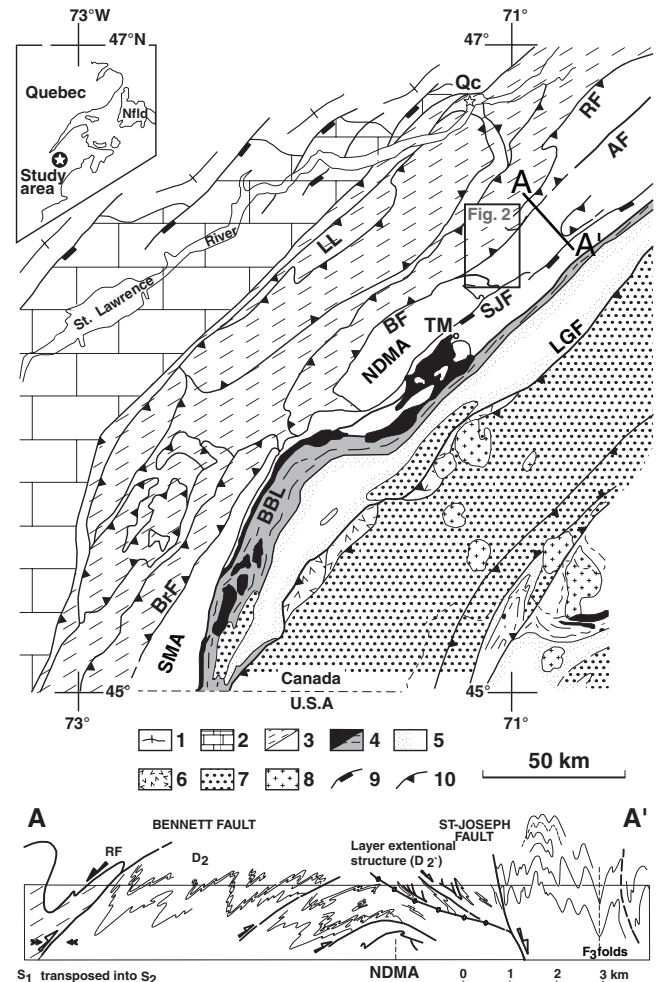 73°W
71°
47°N
47°
Quebec
Nfld
Study
area
Qc
RF
AF
A
Fig. 2
A'
River
LL
St. Lawrence
BF
TM
SJF
NDMA
LGF
BBL
BrF
SMA
Canada
45°
45°
U.S.A
73°
71°
1 2 3 4 5
6 7 8 9 10
50 km
A
BENNETT FAULT
ST-JOSEPH
FAULT
A'
RF
D2
Layer extentional
structure (D 2')
F3folds
S1 transposed into S2
NDMA
0 1 2 3 km